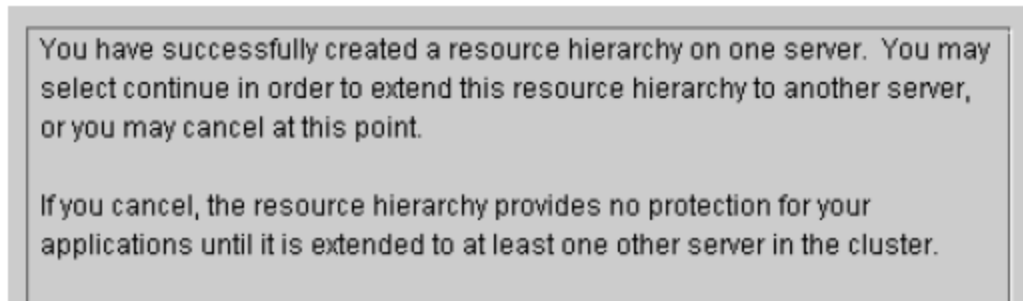 You have successfully created a resource hierarchy on one server.  You may
select continue in order to extend this resource hierarchy to another server,
or you may cancel at this point.
If you cancel, the resource hierarchy provides no protection for your
applications until it is extended to at least one other server in the cluster.